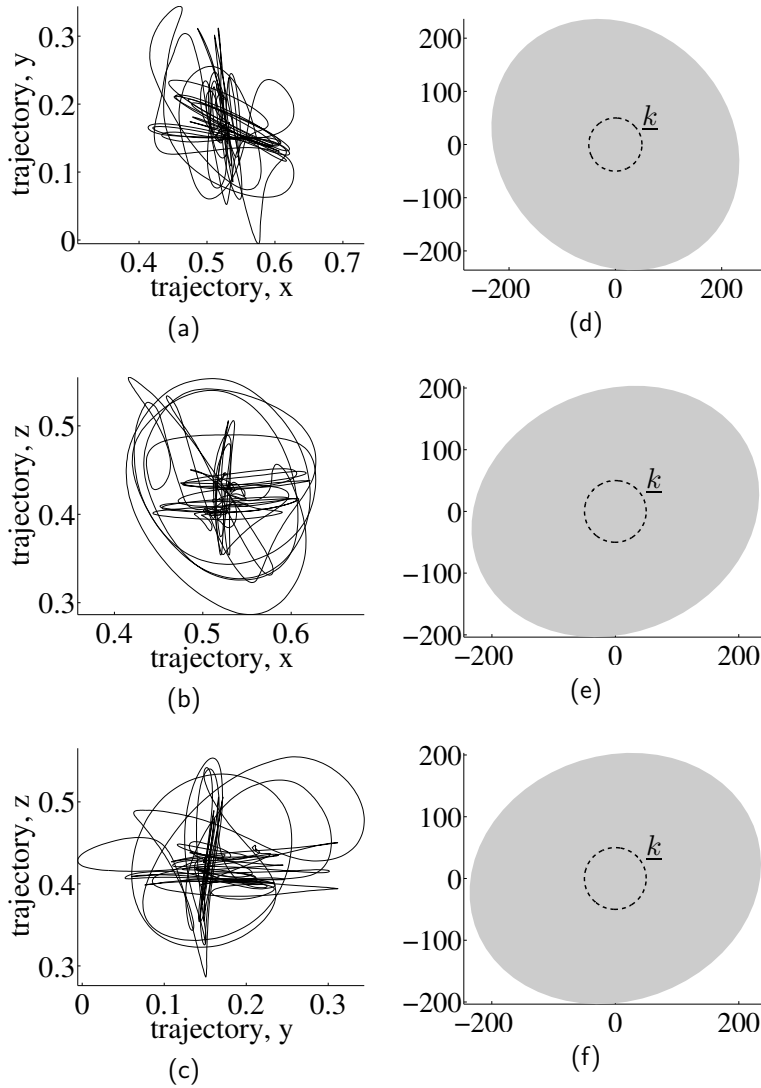 0.3
0.2
0.1
0
0.4 0.5 0.6 0.7
trajectory, y
trajectory, x
(a)
200
100
0
−100
−200
−200 0 200
k
(d)
0.5
0.4
0.3
0.4 0.5 0.6
trajectory, z
trajectory, x
(b)
200
100
0
−100
−200
−200 0 200
k
(e)
0.5
0.4
0.3
0 0.1 0.2 0.3
trajectory, z
trajectory, y
(c)
200
100
0
−100
−200
−200 0 200
k
(f)